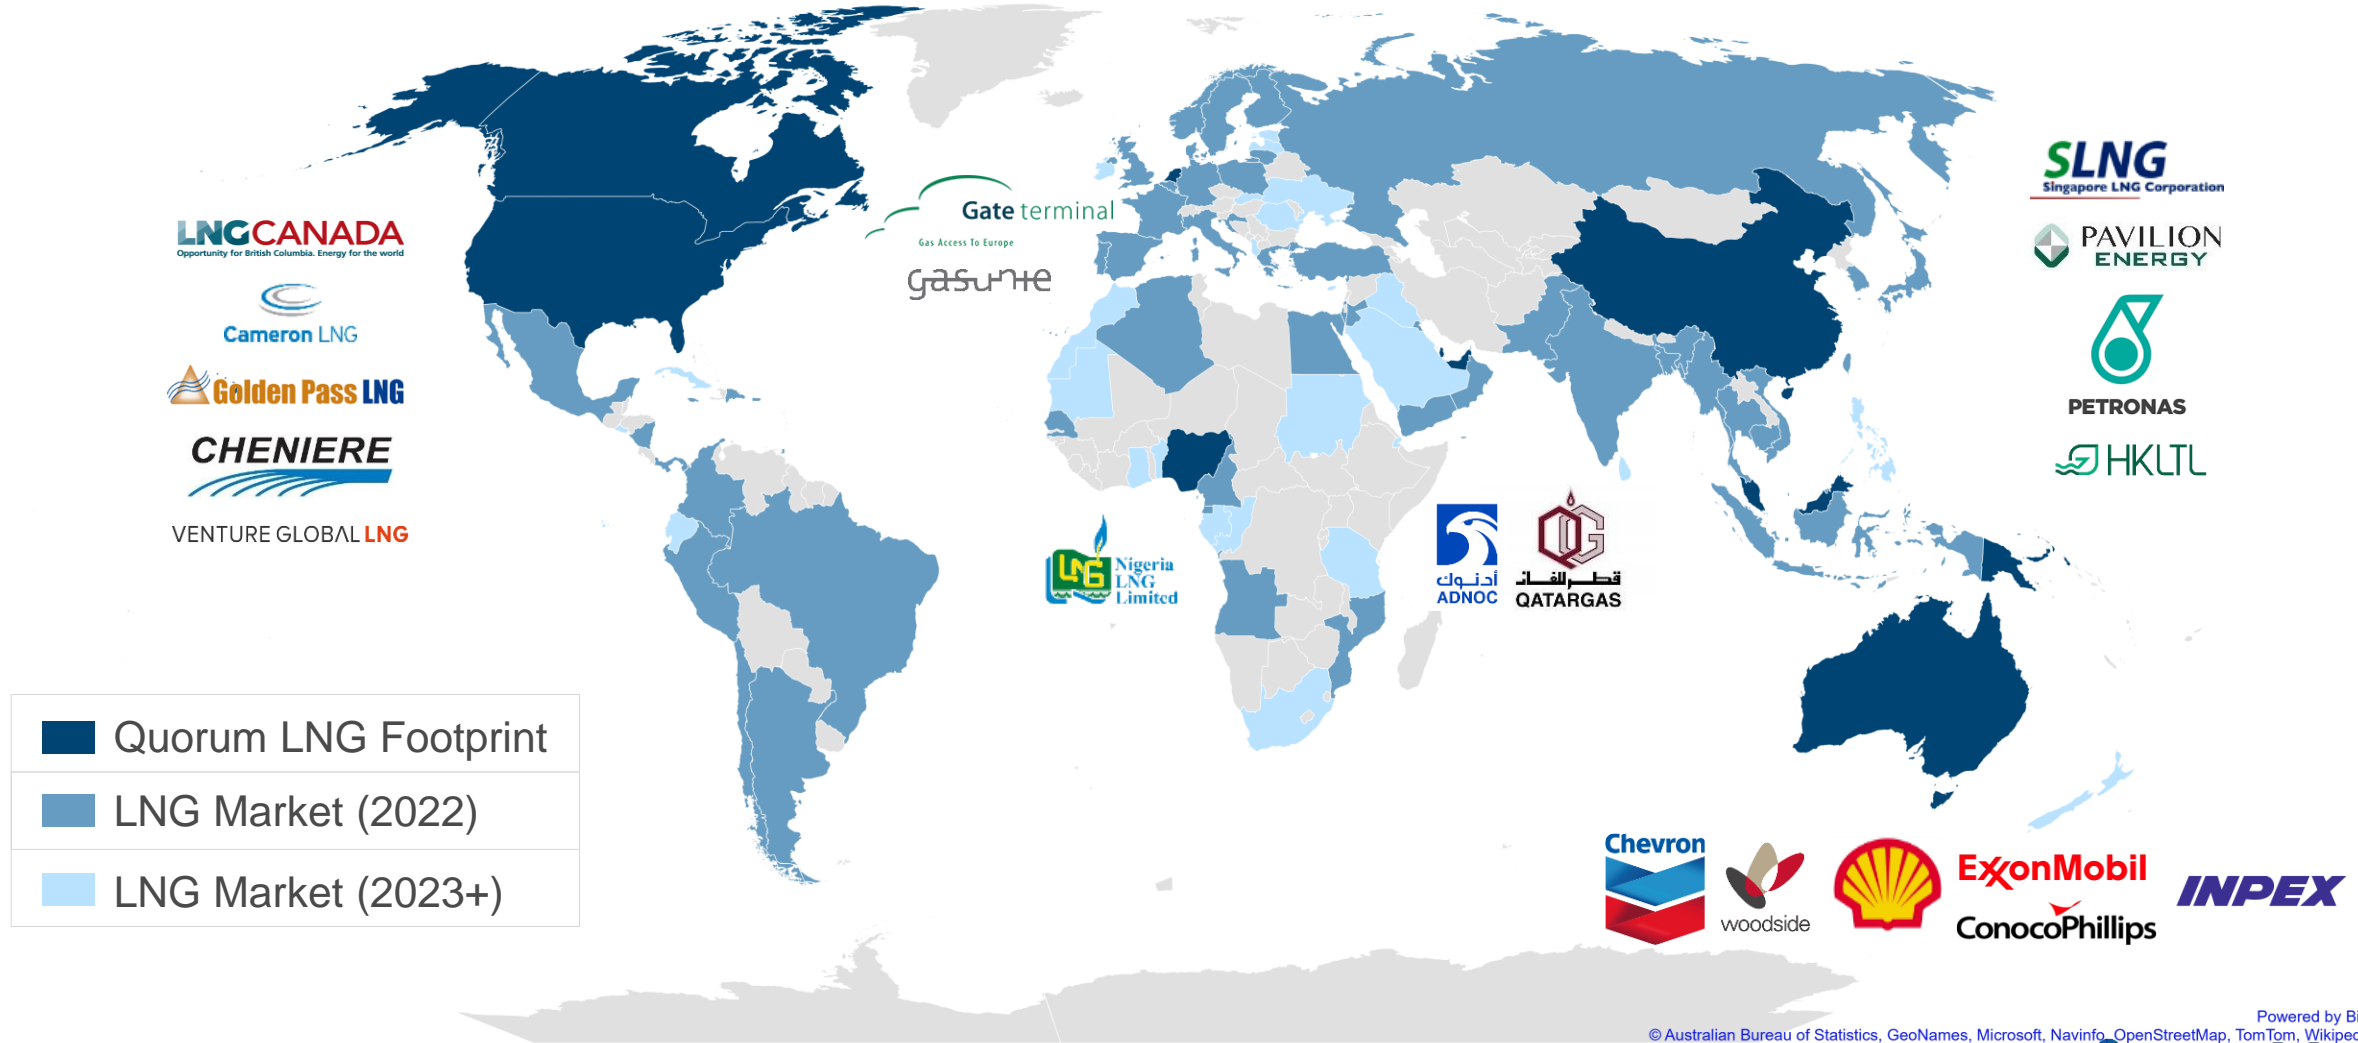 LNGCANADA
Opportunity for British Columbia. Energy for the world
Cameron LNG
Golden Pass LNG
CHENIERE
VENTURE GLOBAL LNG
Gate terminal
Gas Access To Europe
gasunie
Nigeria
LNG
LNG
Limited
أدنوك
ADNOC
QG
قطر للغاز
QATARGAS
SLNG
Singapore LNG Corporation
PAVILION
ENERGY
PETRONAS
HKLTL
Quorum LNG Footprint
LNG Market (2022)
LNG Market (2023+)
Chevron
woodside
ExxonMobil
ConocoPhillips
INPEX
Powered by Bi
© Australian Bureau of Statistics, GeoNames, Microsoft, Navinfo, OpenStreetMap, TomTom, Wikiped